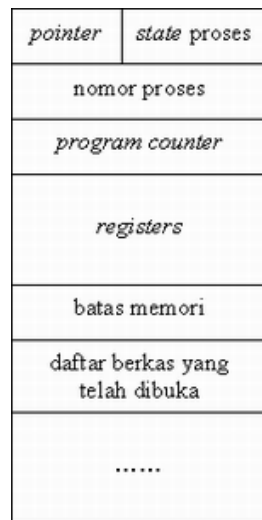 pointer state proses
nomor proses
program counter
registers
batas memori
daftar berkas yang
telah dibuka
......